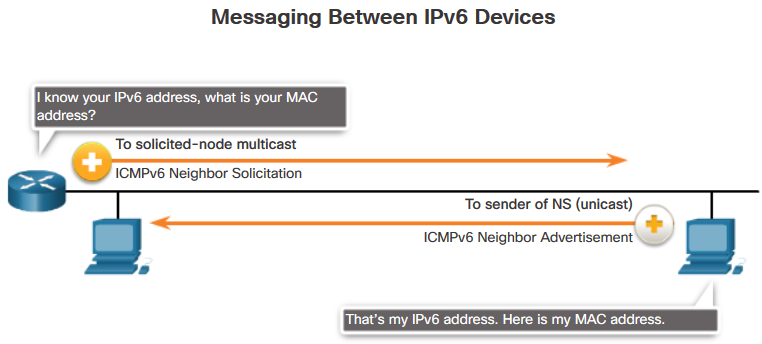 Messaging Between IPv6 Devices
I know your IPv6 address, what is your MAC
address?
To solicited-node multicast
ICMPv6 Neighbor Solicitation
To sender of NS (unicast)
ICMPv6 Neighbor Advertisement
That's my IPv6 address. Here is my MAC address.